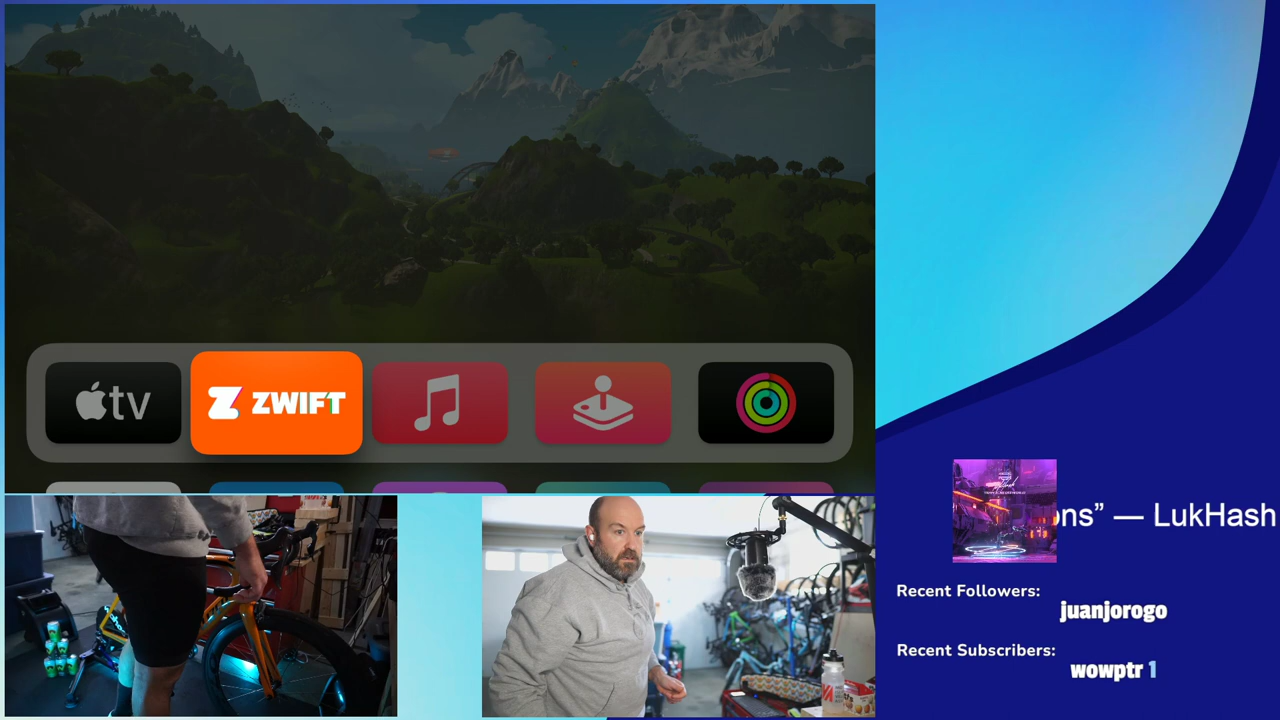 tv
ZWIFT
ons” — LukHash
Recent Followers:
juanjorogo
Recent Subscribers:
wowptr 1